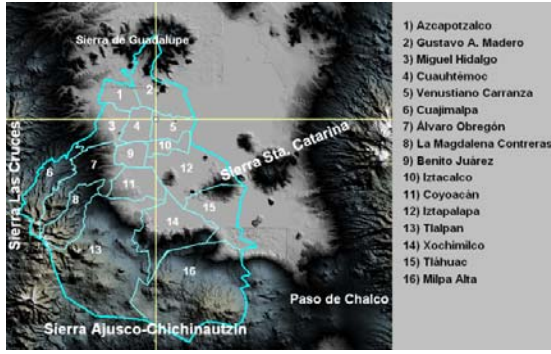 Sierra de Guadalupe
1
2
3
4
5
6
7
8
9
10
11
12
13
14
15
16
Sierra Las Cruces
Sierra Sta. Catarina
Paso de Chalco
Sierra Ajusco-Chichinautzin
1) Azcapotzalco
2) Gustavo A. Madero
3) Miguel Hidalgo
4) Cuauhtémoc
5) Venustiano Carranza
6) Cuajimalpa
7) Álvaro Obregón
8) La Magdalena Contreras
9) Benito Juárez
10) Iztacalco
11) Coyoacán
12) Iztapalapa
13) Tlalpan
14) Xochimilco
15) Tláhuac
16) Milpa Alta